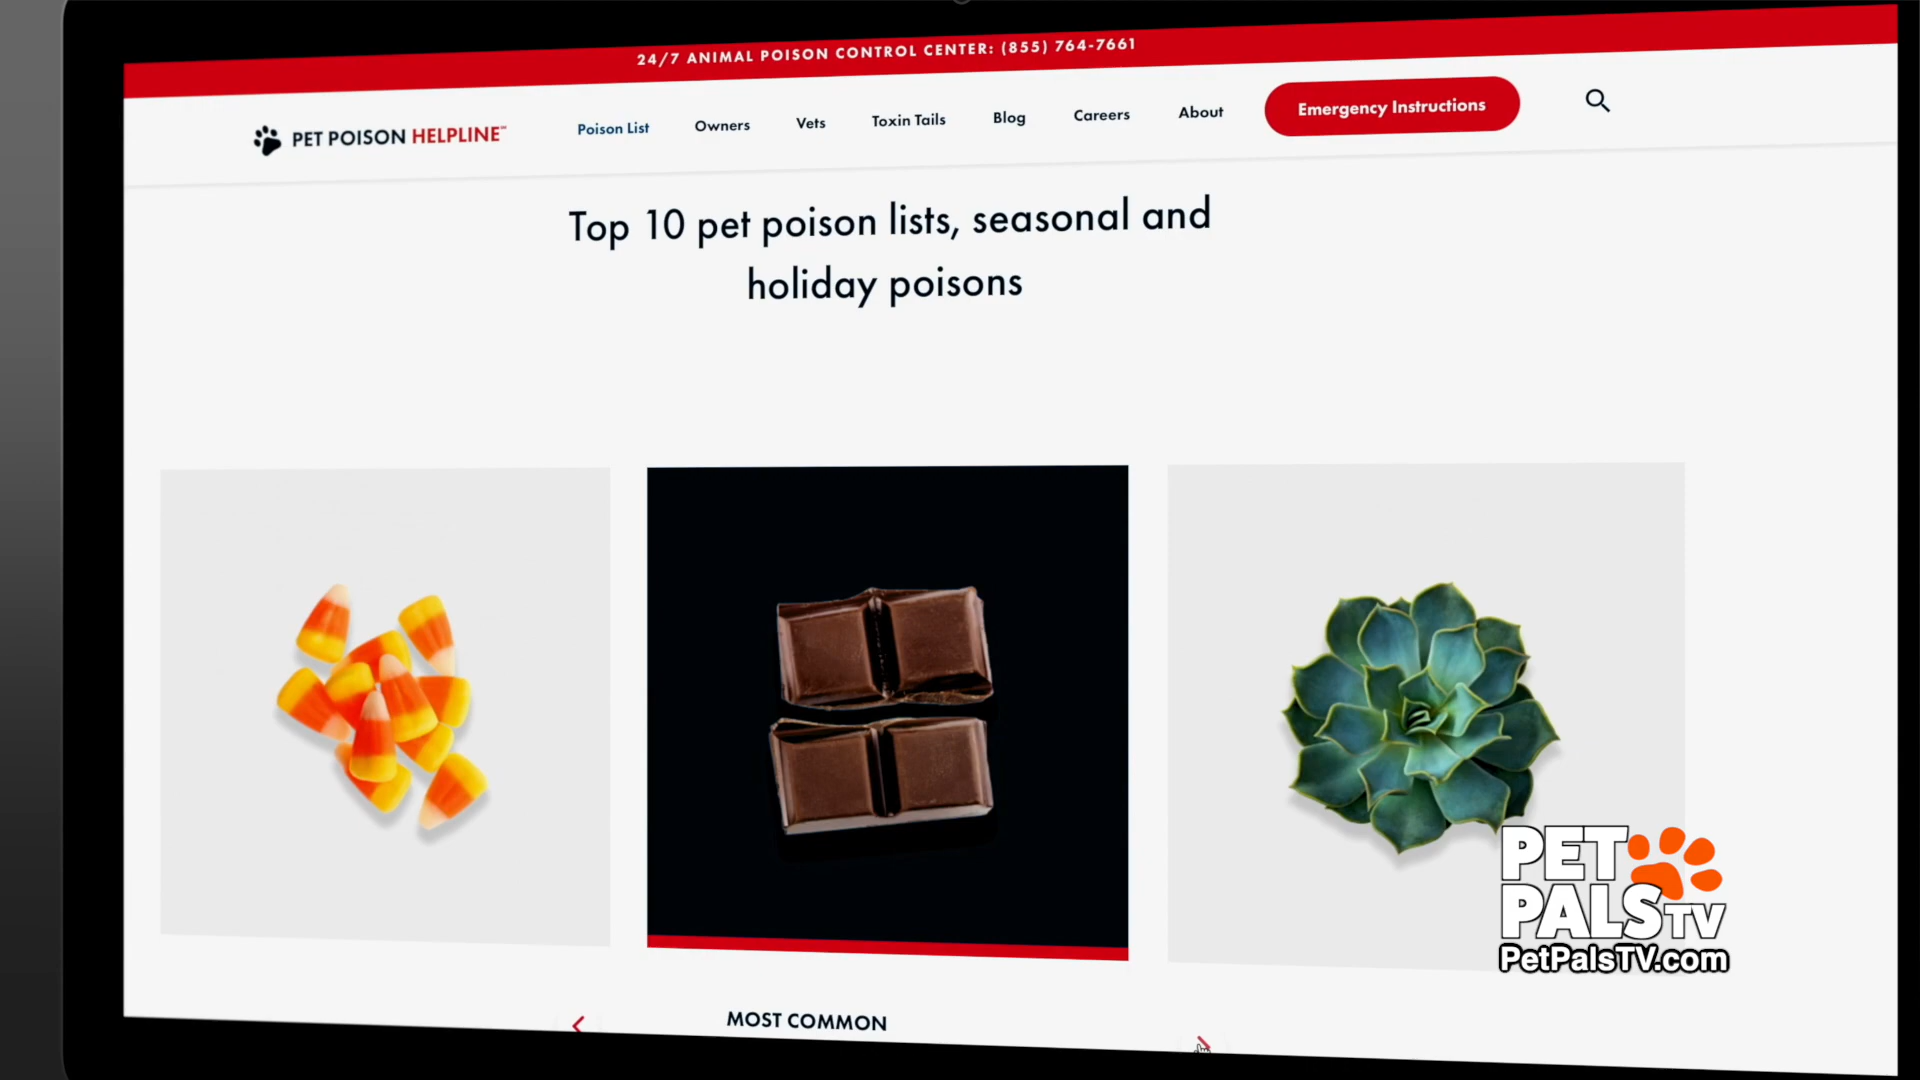 24/7 ANIMAL POISON CONTROL CENTER: (855) 764-7661
PET POISON HELPLINE℠
Poison List
Owners
Vets
Toxin Tails
Blog
Careers
About
Emergency Instructions
Top 10 pet poison lists, seasonal and
holiday poisons
PET
PALS TV
PetPalsTV.com
MOST COMMON